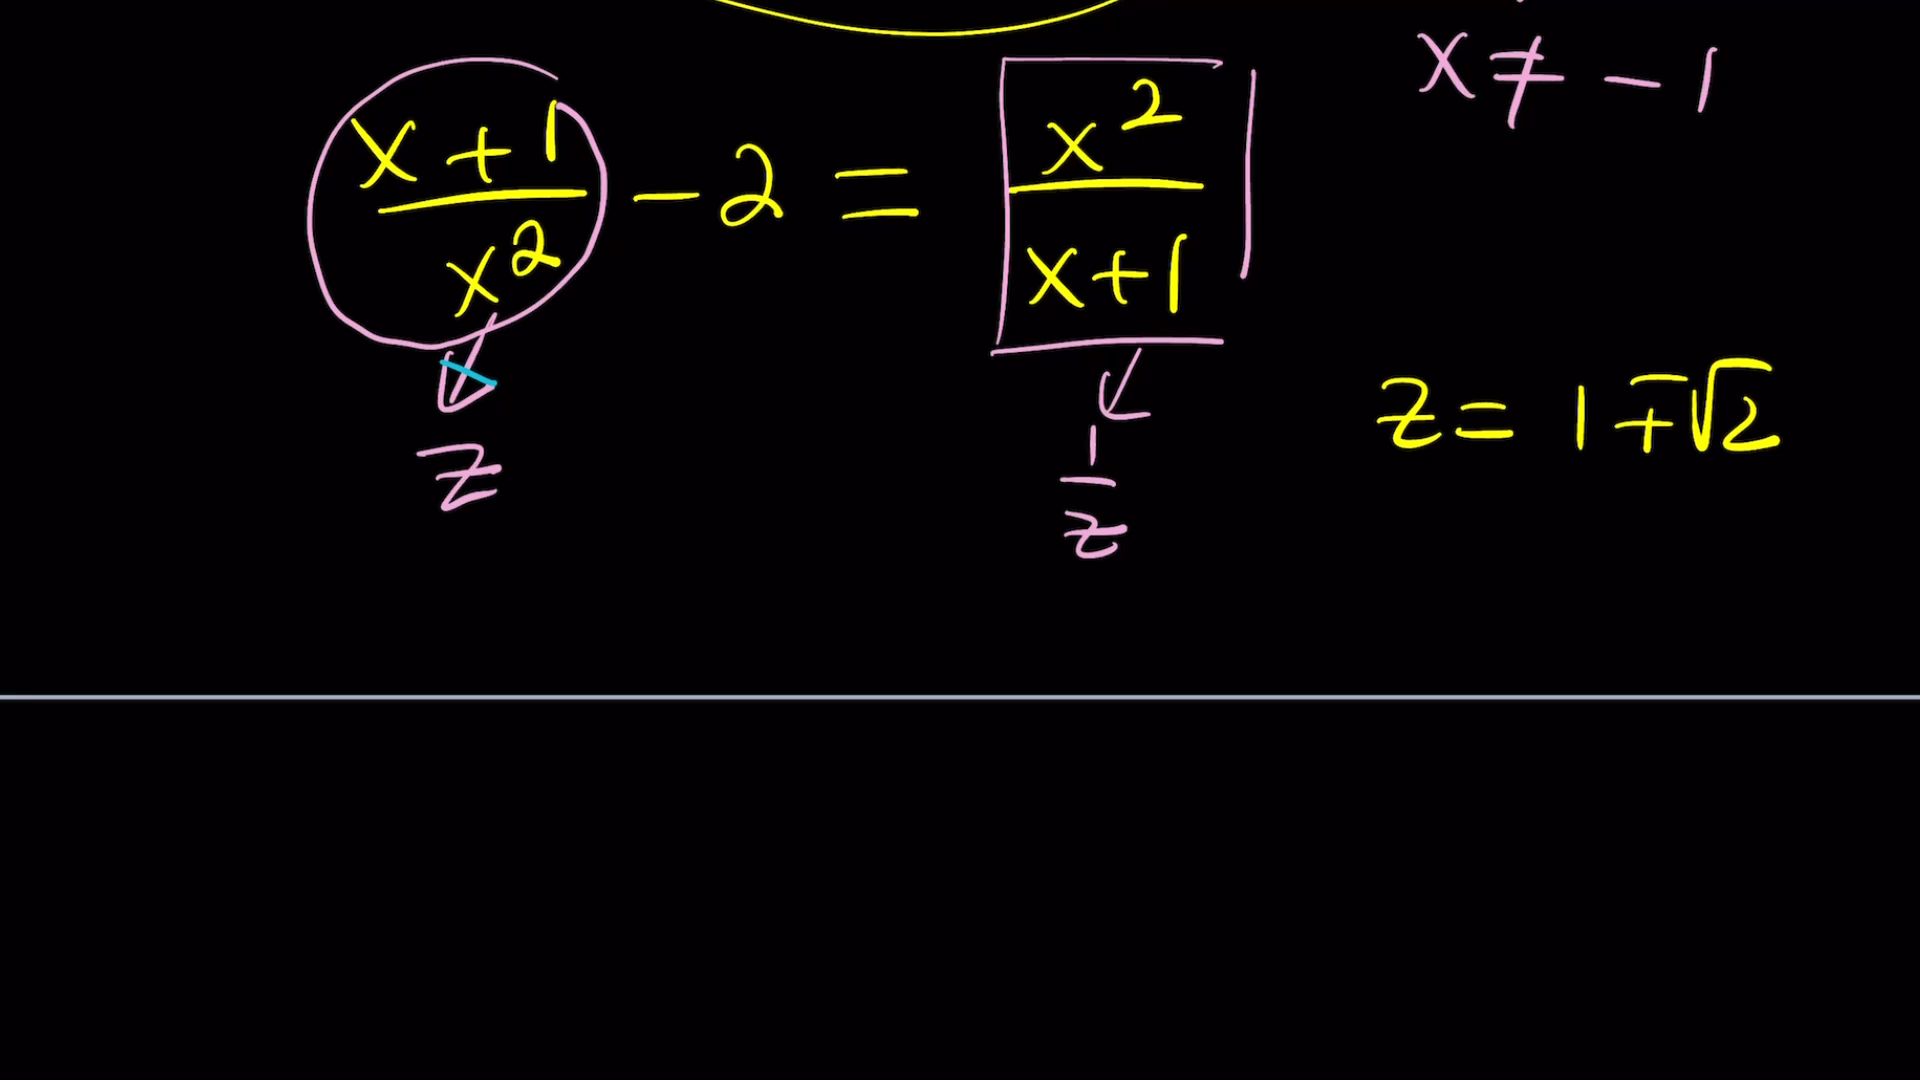 x ≠ -1
(x+1)/x² - 2 = x²/(x+1)
z = 1 ∓ √2
z
1/z